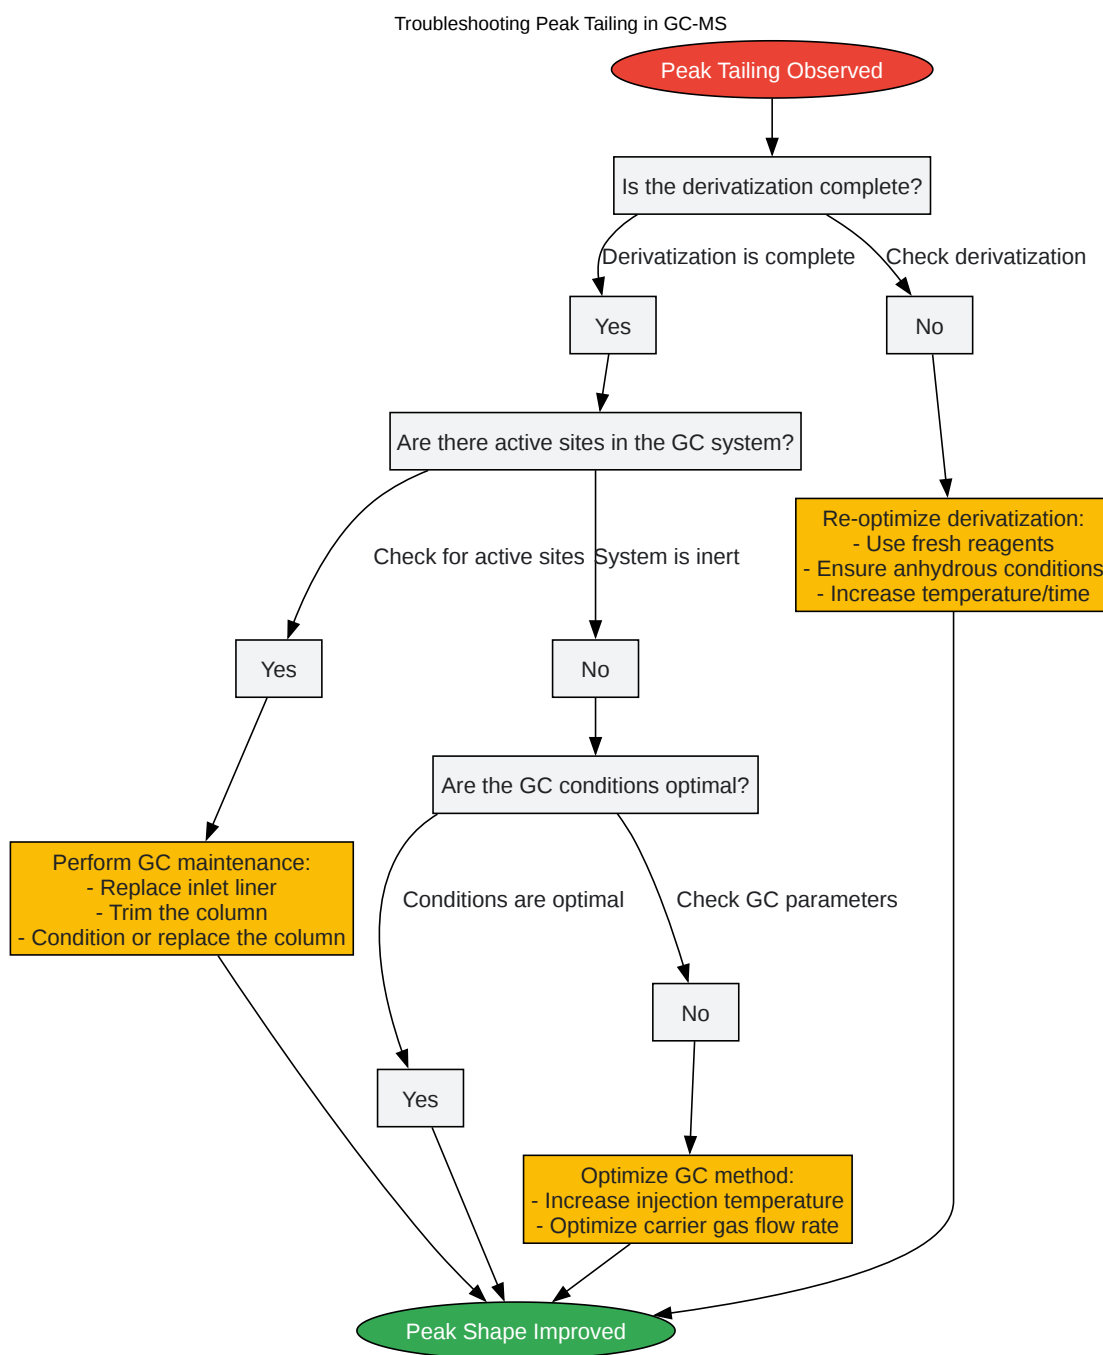 Troubleshooting Peak Tailing in GC-MS
Peak Tailing Observed
Is the derivatization complete?
Derivatization is complete
Check derivatization
Yes
No
Are there active sites in the GC system?
Re-optimize derivatization:
- Use fresh reagents
- Ensure anhydrous conditions
- Increase temperature/time
Check for active sites
System is inert
Yes
No
Are the GC conditions optimal?
Perform GC maintenance:
- Replace inlet liner
- Trim the column
- Condition or replace the column
Conditions are optimal
Check GC parameters
No
Yes
Optimize GC method:
- Increase injection temperature
- Optimize carrier gas flow rate
Peak Shape Improved